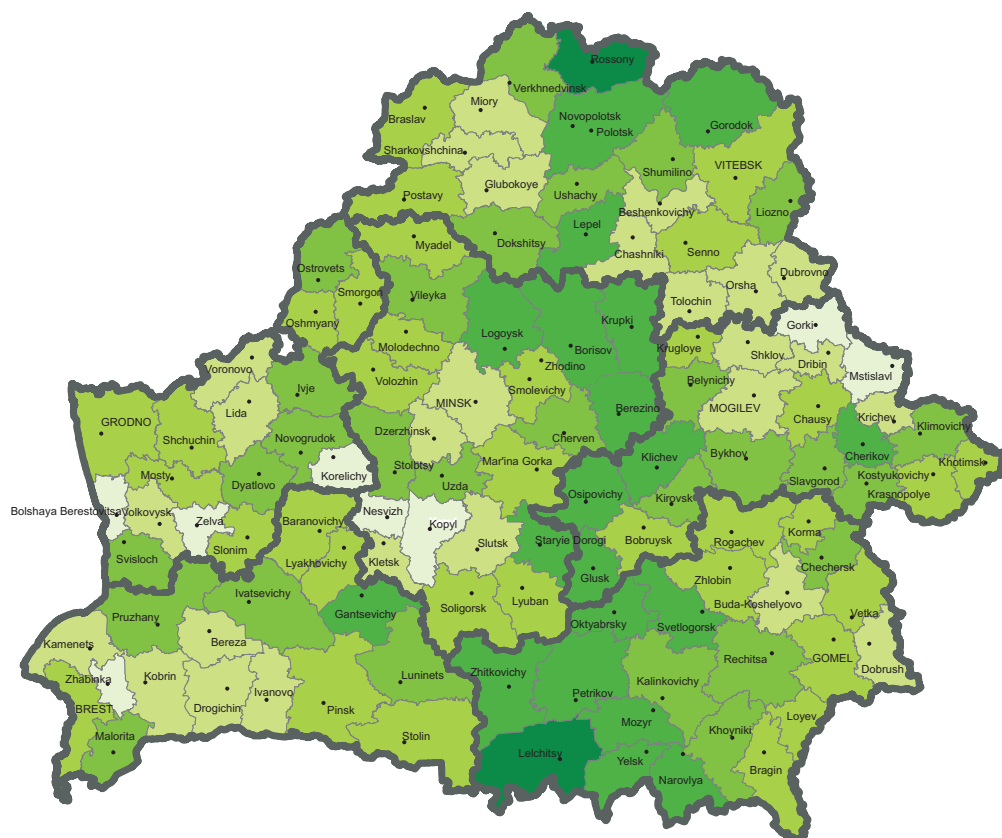 Rossony
Verkhnedvinsk
Miory
Braslav
Novopolotsk
Polotsk
Gorodok
Sharkovshchina
Shumilino
VITEBSK
Glubokoye
Postavy
Ushachy
Beshenkovichy
Liozno
Lepel
Myadel
Dokshitsy
Chashniki
Senno
Ostrovets
Dubrovno
Smorgon
Vileyka
Orsha
Tolochin
Oshmyany
Logoysk
Krupki
Gorki
Molodechno
Borisov
Krugloye
Shklov
Dribin
Voronovo
Volozhin
Zhodino
Smolevichy
Mstislavl
Ivje
Belynichy
Lida
MINSK
Berezino
MOGILEV
Chausy
Krichev
GRODNO
Klimovichy
Shchuchin
Novogrudok
Dzerzhinsk
Cherven
Cherikov
Bykhov
Klichev
Khotimsk
Mosty
Korelichy
Stolbtsy
Mar'ina Gorka
Dyatlovo
Uzda
Slavgorod
Kostyukovichy
Krasnopolye
Osipovichy
Kirpvsk
Bolshaya Berestovitsa
Volkovysk
Zelva
Nesvizh
Kopyl
Baranovichy
Korma
Staryie Dorogi
Bobruysk
Rogachev
Slutsk
Svisloch
Slonim
Lyakhovichy
Kletsk
Chechersk
Glusk
Zhlobin
Ivatsevichy
Gantsevichy
Soligorsk
Lyuban
Buda-Koshelyovo
Pruzhany
Oktyabrsky
Svetlogorsk
Vetka
Kamenets
Bereza
Rechitsa
GOMEL
Dobrush
Zhitkovichy
Zhabinka
Kobrin
Luninets
Kalinkovichy
Ivanovo
Petrikov
BREST
Drogichin
Pinsk
Loyev
Mozyr
Malorita
Khoyniki
Stolin
Lelchitsy
Yelsk
Bragin
Narovlya